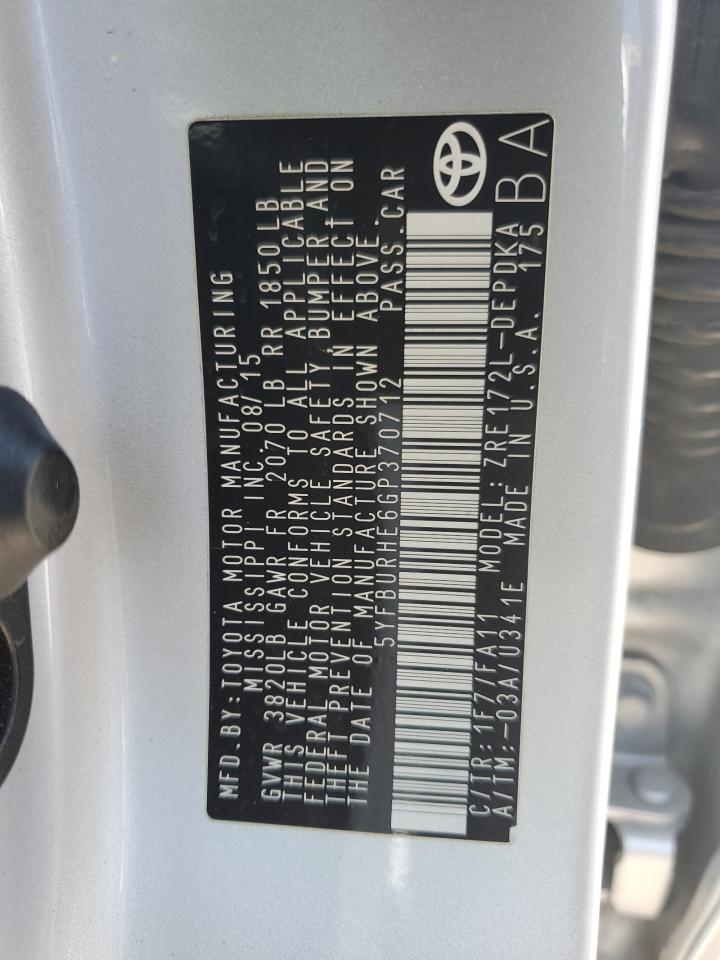 MFD.BY:TOYOTA MOTOR MANUFACTURING
MISSISSIPPI INC. 08/15
GVWR 3820LB GAWR FR 2070 LB RR 1850 LB
THIS VEHICLE CONFORMS TO ALL APPLICABLE
FEDERAL MOTOR VEHICLE SAFETY, BUMPER AND
THEFT PREVENTION STANDARDS IN EFFECT ON
THE DATE OF MANUFACTURE SHOWN ABOVE.
5YFBURHE6GP370712 PASS.CAR
C/TR:1F7/FA11 MODEL:ZRE172L-DEPDKA
A/TM:-03A/U341E MADE IN U.S.A. 175
BA